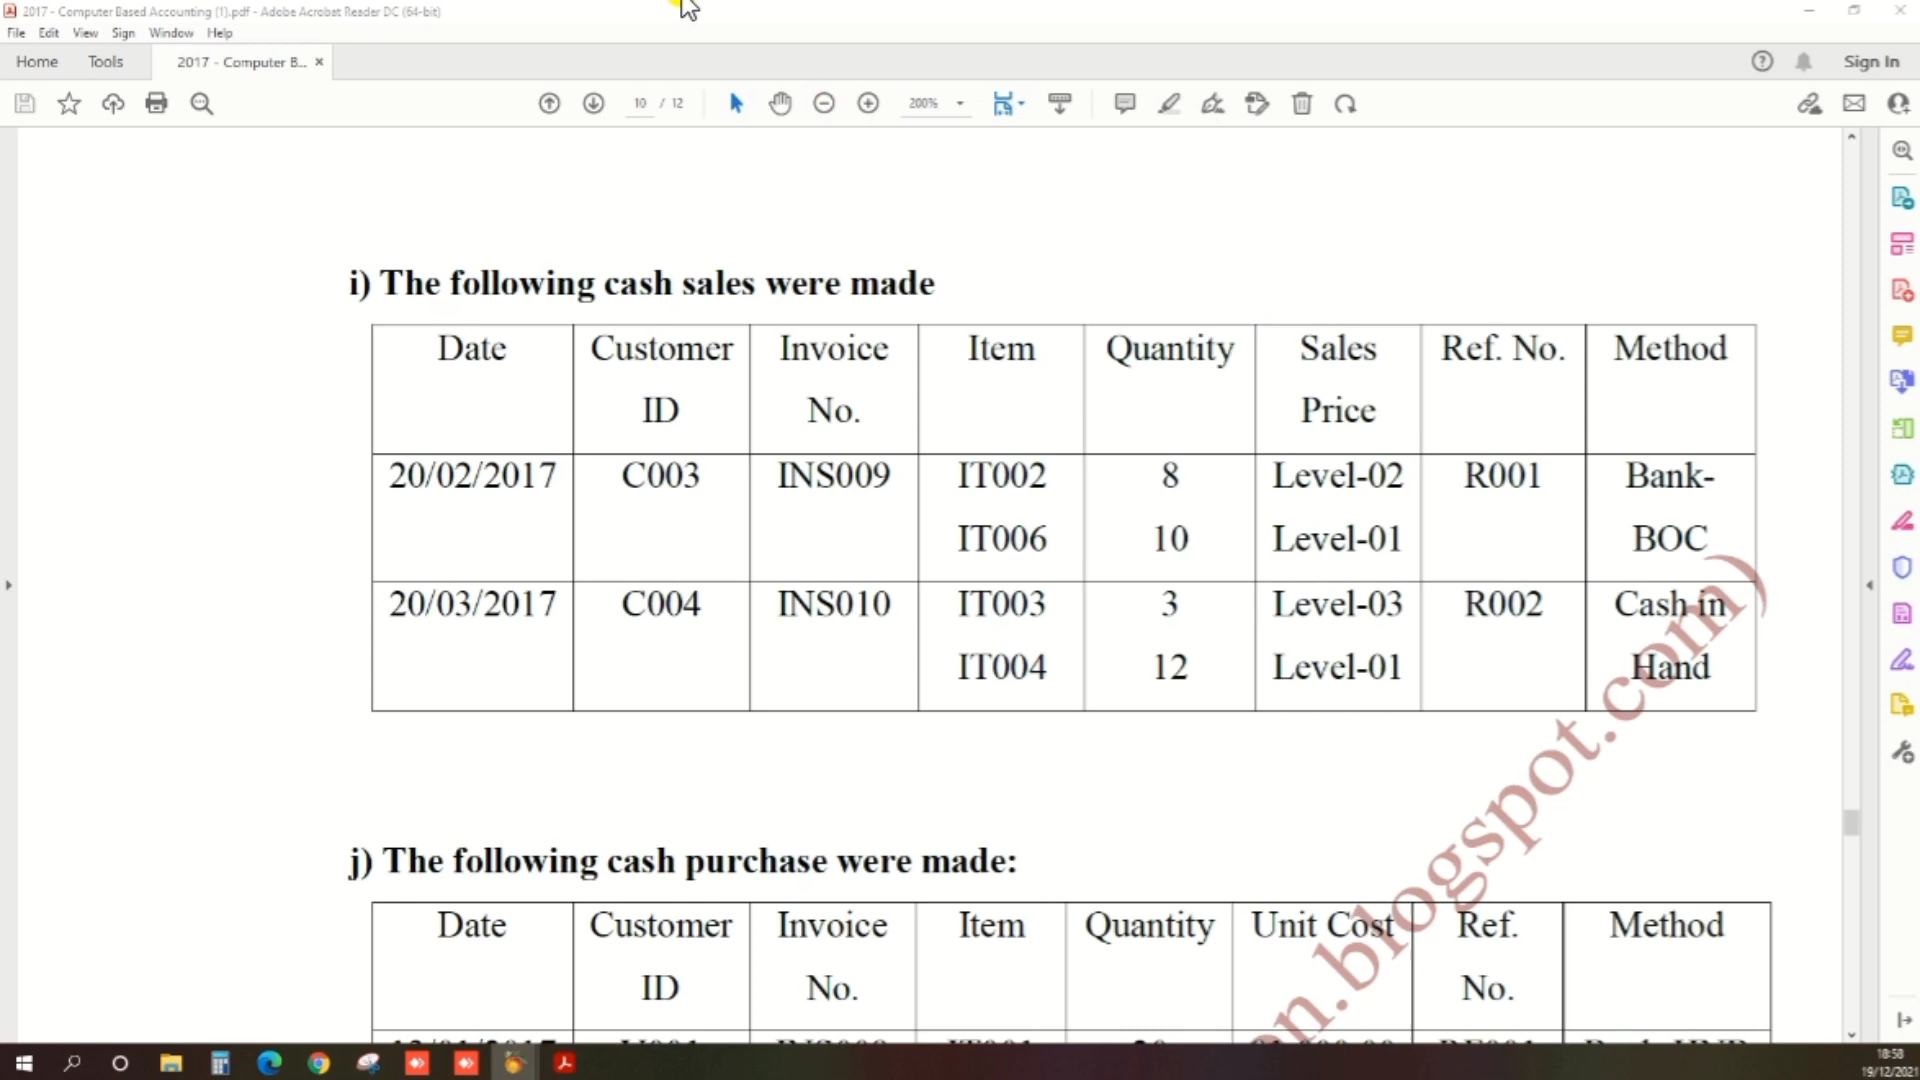 2017 - Computer Based Accounting (1).pdf - Adobe Acrobat Reader DC (64-bit)
File Edit View Sign Window Help
Home Tools 2017 - Computer B... × Sign In
10 / 12 200%
i) The following cash sales were made
Date Customer ID Invoice No. Item Quantity Sales Price Ref. No. Method
20/02/2017 C003 INS009 IT002 8 Level-02 R001 Bank-
IT006 10 Level-01 BOC
20/03/2017 C004 INS010 IT003 3 Level-03 R002 Cash in
IT004 12 Level-01 Hand
j) The following cash purchase were made:
Date Customer ID Invoice No. Item Quantity Unit Cost Ref. No. Method
n.blogspot.com)
18:58
19/12/2021